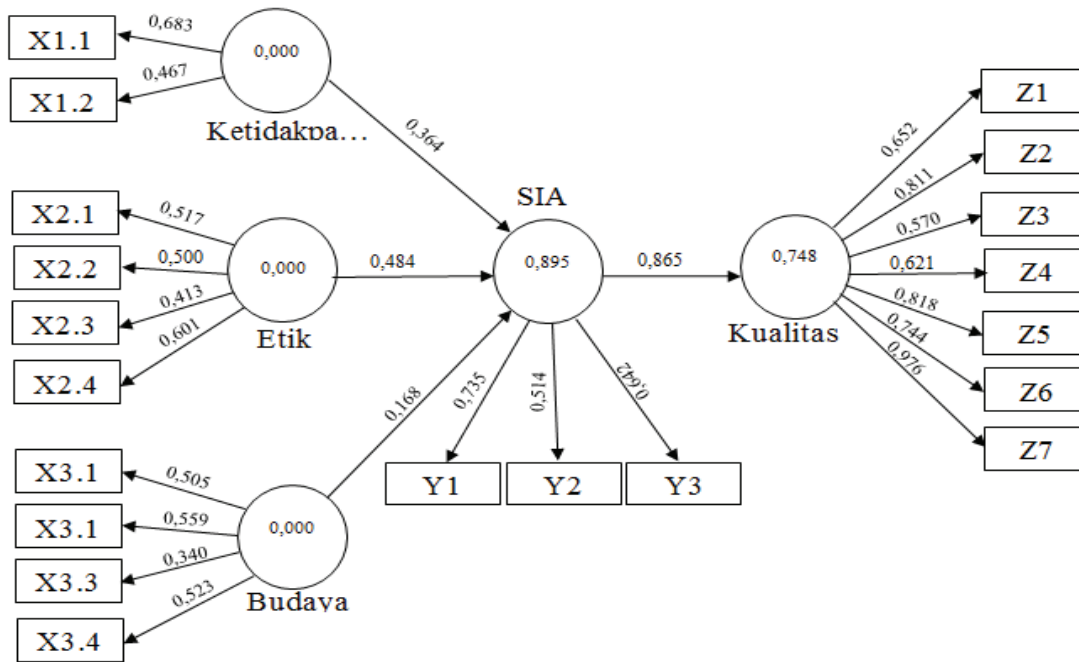 X1.1
0,683
X1.2
0,467
0,000
Ketidakpa...
0,364
X2.1
0,517
X2.2
0,500
X2.3
0,413
X2.4
0,601
0,000
Etik
0,484
X3.1
0,505
X3.1
0,559
X3.3
0,340
X3.4
0,523
0,000
Budaya
0,168
SIA
0,895
0,735
0,514
0,642
Y1
Y2
Y3
0,865
0,748
Kualitas
0,652
Z1
0,811
Z2
0,570
Z3
0,621
Z4
0,818
Z5
0,744
Z6
0,976
Z7